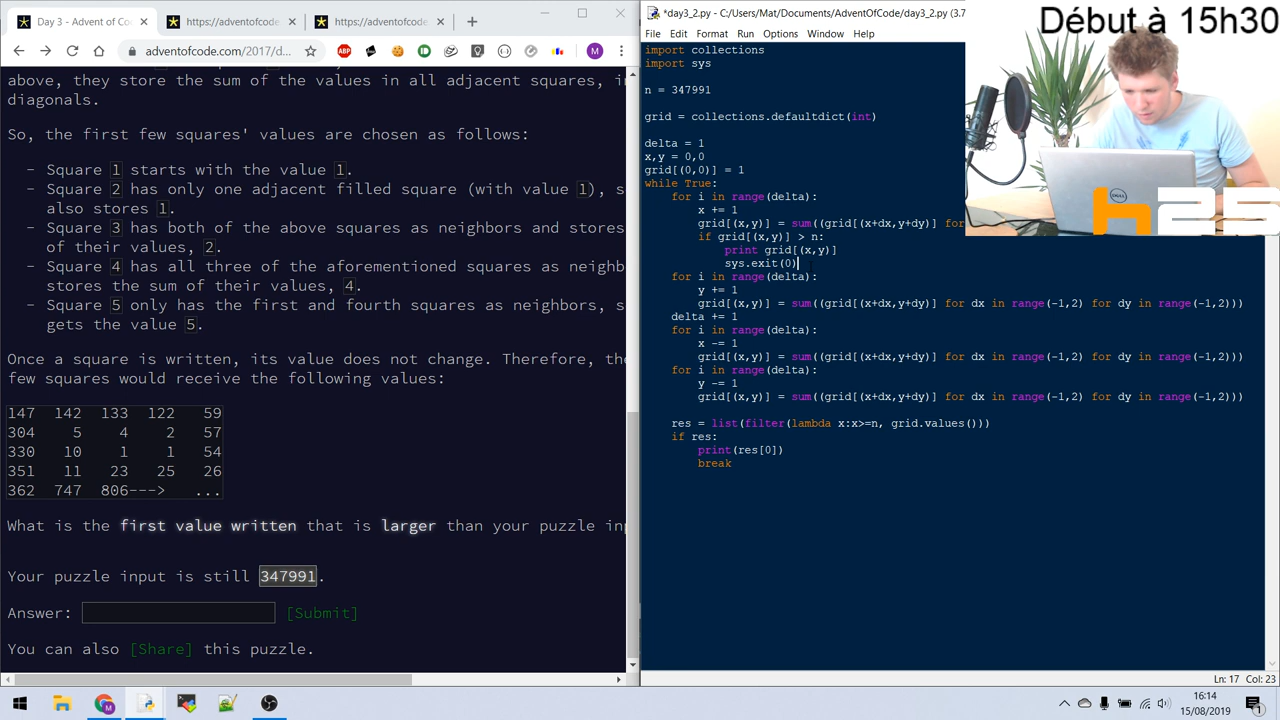 Day 3 - Advent of Co
https://adventofcode
https://adventofcode
adventofcode.com/2017/d...
above, they store the sum of the values in all adjacent squares, in
diagonals.
So, the first few squares' values are chosen as follows:
- Square 1 starts with the value 1.
- Square 2 has only one adjacent filled square (with value 1), s
also stores 1.
- Square 3 has both of
quares
stores
of their values, 2.
- Square 4 has all three of the aforementioned squares as neighb
ores the sum of their values, 4.
- Square 5 only has the first and fourth squares as neighbors, s
gets the value 5.
Once a square is written, its value does not change. Therefore, the
few squares would receive the following values:
147 142 133 122 59
304 5 4 2 57
330 10 1 1 54
351 11 23 25 26
362 747 806---> ...
What is the first value written that is larger than your puzzle inp
Your puzzle input is still 347991.
Answer: [Submit]
You can also [Share] this puzzle.
*day3_2.py - C:/Users/Mat/Documents/AdventOfCode/day3_2.py (3.7
File Edit Format Run Options Window Help
import collections
import sys
n = 347991
grid = collections.defaultdict(int)
delta = 1
x,y = 0,0
grid[(0,0)] = 1
while True:
for i in range(delta):
x += 1
grid[(x,y)] = sum((grid[(x+dx,y+dy)] for
if grid[(x,y)] > n:
print grid[(x,y)]
sys.exit(0)
for i in range(delta):
y += 1
grid[(x,y)] = sum((grid[(x+dx,y+dy)] for dx in range(-1,2) for dy in range(-1,2)))
delta += 1
for i in range(delta):
x -= 1
grid[(x,y)] = sum((grid[(x+dx,y+dy)] for dx in range(-1,2) for dy in range(-1,2)))
for i in range(delta):
y -= 1
grid[(x,y)] = sum((grid[(x+dx,y+dy)] for dx in range(-1,2) for dy in range(-1,2)))
res = list(filter(lambda x:x>=n, grid.values()))
if res:
print(res[0])
break
Début à 15h30
DELL
h25
Ln: 17 Col: 23
16:14
15/08/2019